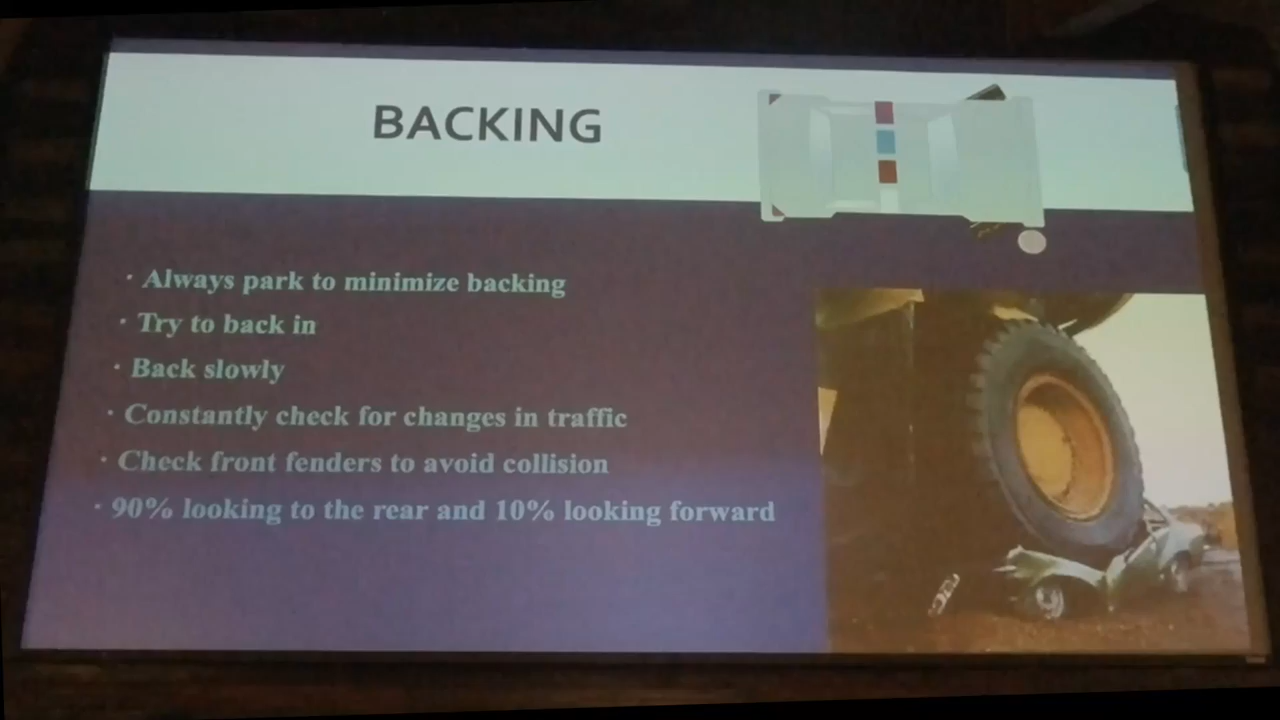 BACKING
· Always park to minimize backing
· Try to back in
· Back slowly
· Constantly check for changes in traffic
· Check front fenders to avoid collision
· 90% looking to the rear and 10% looking forward